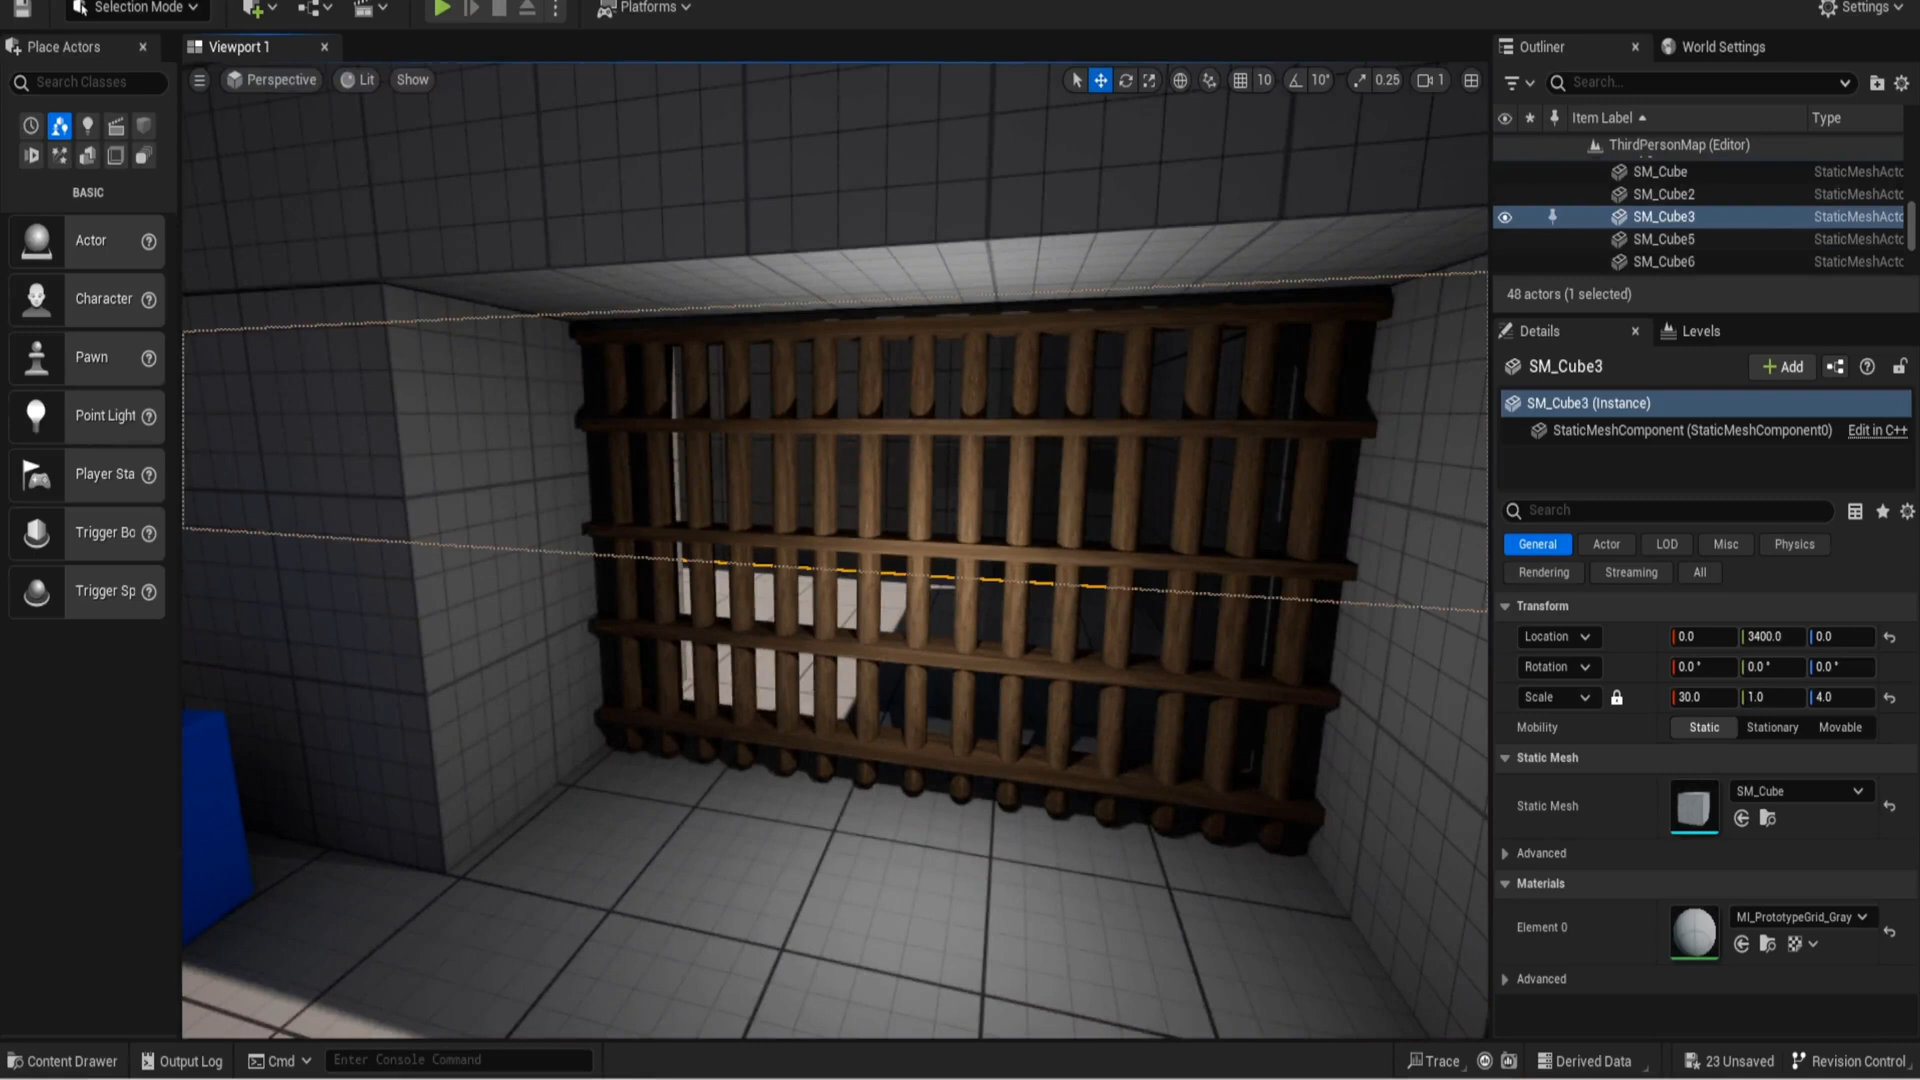 Selection Mode
Platforms
Settings
Place Actors
Viewport 1
Outliner
World Settings
Search Classes
Perspective
Lit
Show
10
10°
0.25
1
Search...
Item Label
Type
ThirdPersonMap (Editor)
SM_Cube
StaticMeshActo
SM_Cube2
StaticMeshActo
SM_Cube3
StaticMeshActo
SM_Cube5
StaticMeshActo
SM_Cube6
StaticMeshActo
48 actors (1 selected)
BASIC
Actor
Character
Pawn
Point Light
Player Sta
Trigger Bo
Trigger Sp
Details
Levels
SM_Cube3
Add
SM_Cube3 (Instance)
StaticMeshComponent (StaticMeshComponent0)
Edit in C++
Search
General
Actor
LOD
Misc
Physics
Rendering
Streaming
All
Transform
Location
0.0
3400.0
0.0
Rotation
0.0 °
0.0 °
0.0 °
Scale
30.0
1.0
4.0
Mobility
Static
Stationary
Movable
Static Mesh
Static Mesh
SM_Cube
Advanced
Materials
Element 0
MI_PrototypeGrid_Gray
Advanced
Content Drawer
Output Log
Cmd
Enter Console Command
Trace
Derived Data
23 Unsaved
Revision Control